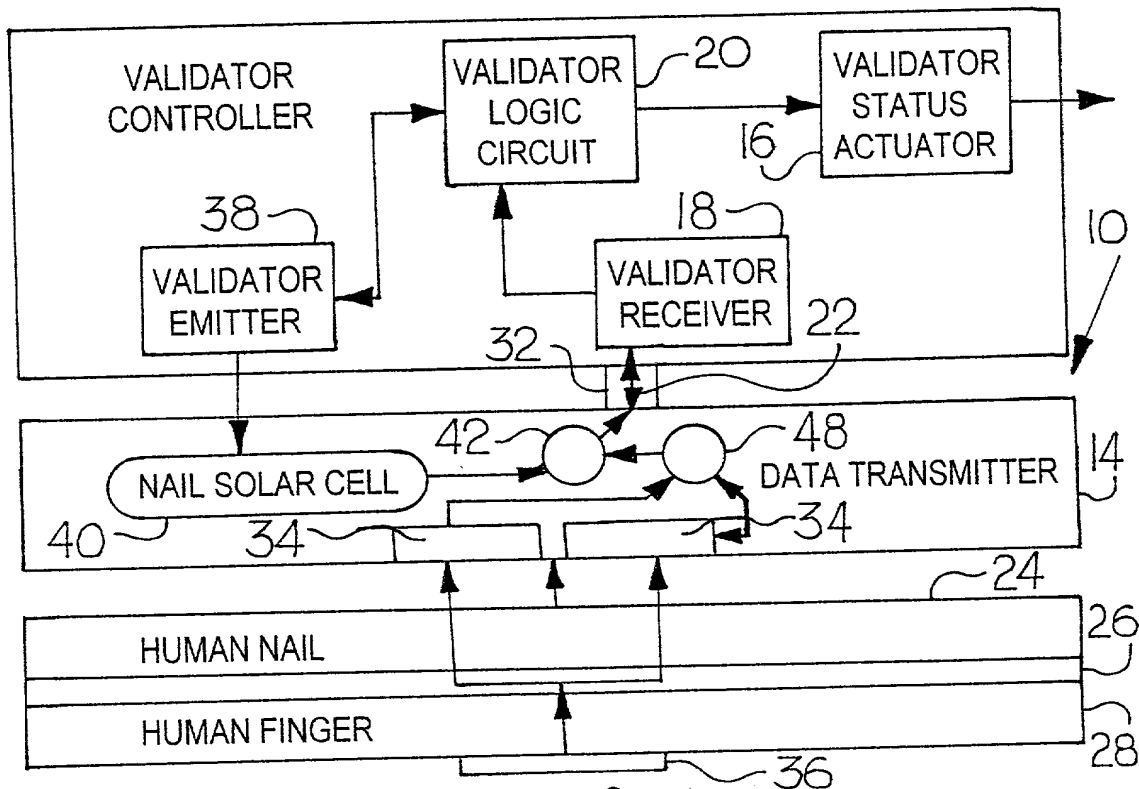 VALIDATOR
CONTROLLER
VALIDATOR
LOGIC
CIRCUIT
20
VALIDATOR
STATUS
ACTUATOR
16
38
VALIDATOR
EMITTER
18
VALIDATOR
RECEIVER
10
32
22
42
48
NAIL SOLAR CELL
DATA TRANSMITTER
14
40
34
34
24
HUMAN NAIL
26
HUMAN FINGER
28
36